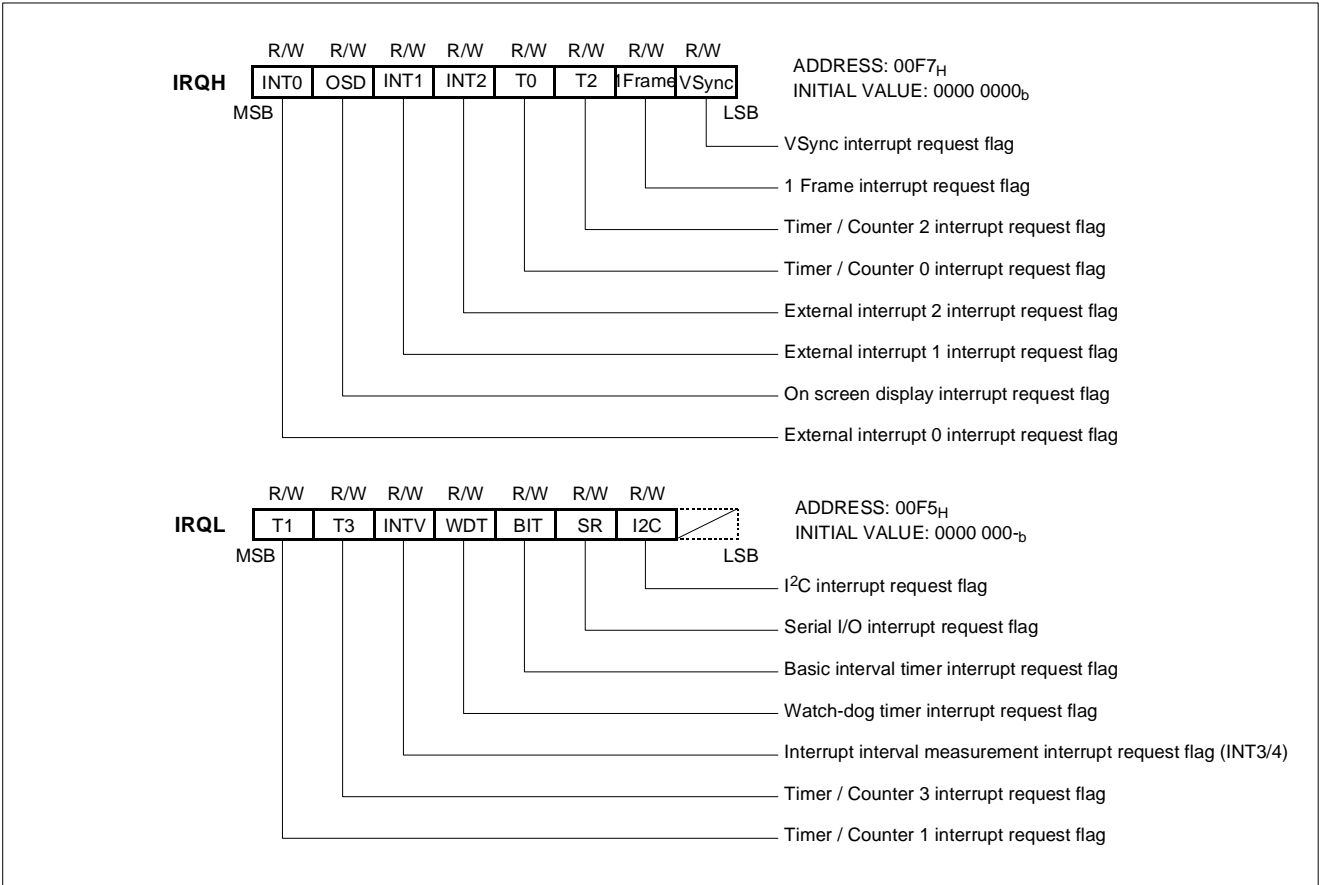 R/W R/W R/W R/W R/W R/W R/W R/W
IRQH INT0 OSD INT1 INT2 T0 T2 1Frame VSync
ADDRESS: 00F7H
INITIAL VALUE: 0000 0000b
MSB LSB
VSync interrupt request flag
1 Frame interrupt request flag
Timer / Counter 2 interrupt request flag
Timer / Counter 0 interrupt request flag
External interrupt 2 interrupt request flag
External interrupt 1 interrupt request flag
On screen display interrupt request flag
External interrupt 0 interrupt request flag
R/W R/W R/W R/W R/W R/W R/W
IRQL T1 T3 INTV WDT BIT SR I2C
ADDRESS: 00F5H
INITIAL VALUE: 0000 000-b
MSB LSB
I2C interrupt request flag
Serial I/O interrupt request flag
Basic interval timer interrupt request flag
Watch-dog timer interrupt request flag
Interrupt interval measurement interrupt request flag (INT3/4)
Timer / Counter 3 interrupt request flag
Timer / Counter 1 interrupt request flag